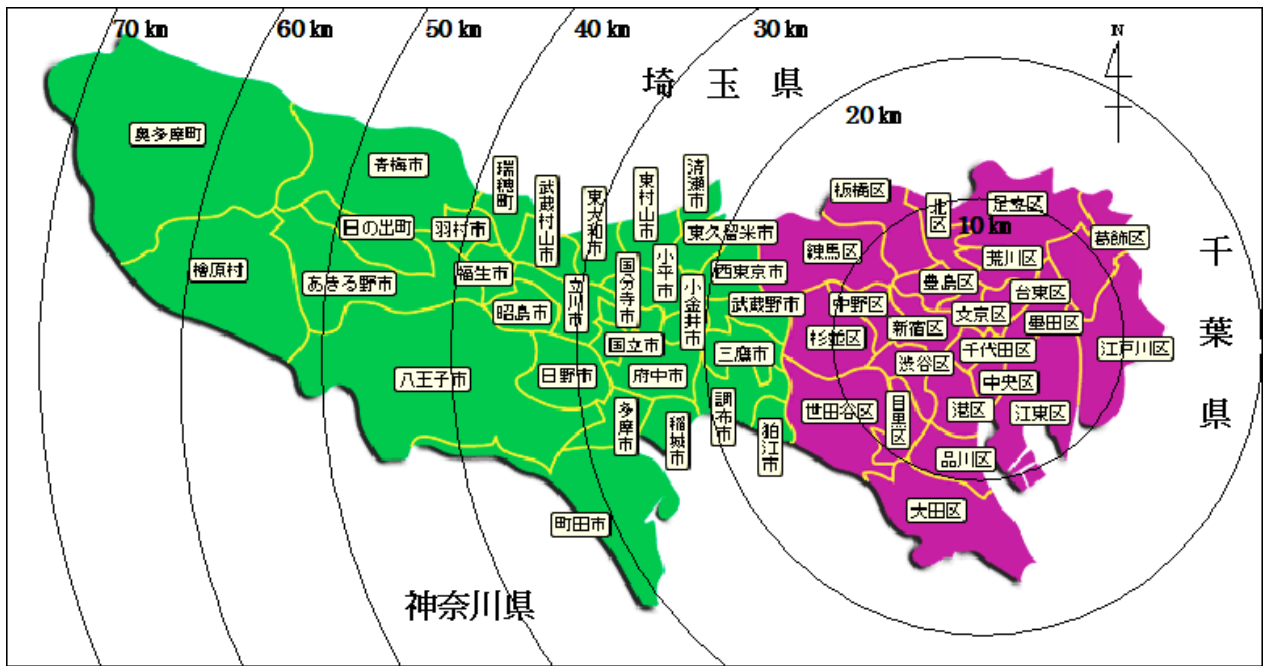 70 km
60 km
50 km
40 km
30 km
20 km
10 km
N
埼玉県
千葉県
神奈川県
奥多摩町
青梅市
瑞穂町
武蔵村山市
東大和市
東村山市
清瀬市
檜原村
日の出町
羽村市
あきる野市
福生市
昭島市
立川市
国分寺市
小平市
小金井市
東久留米市
西東京市
武蔵野市
三鷹市
国立市
八王子市
日野市
府中市
多摩市
稲城市
調布市
狛江市
町田市
板橋区
北区
足立区
葛飾区
練馬区
荒川区
豊島区
台東区
中野区
文京区
墨田区
杉並区
新宿区
千代田区
江戸川区
渋谷区
中央区
世田谷区
目黒区
港区
江東区
品川区
大田区